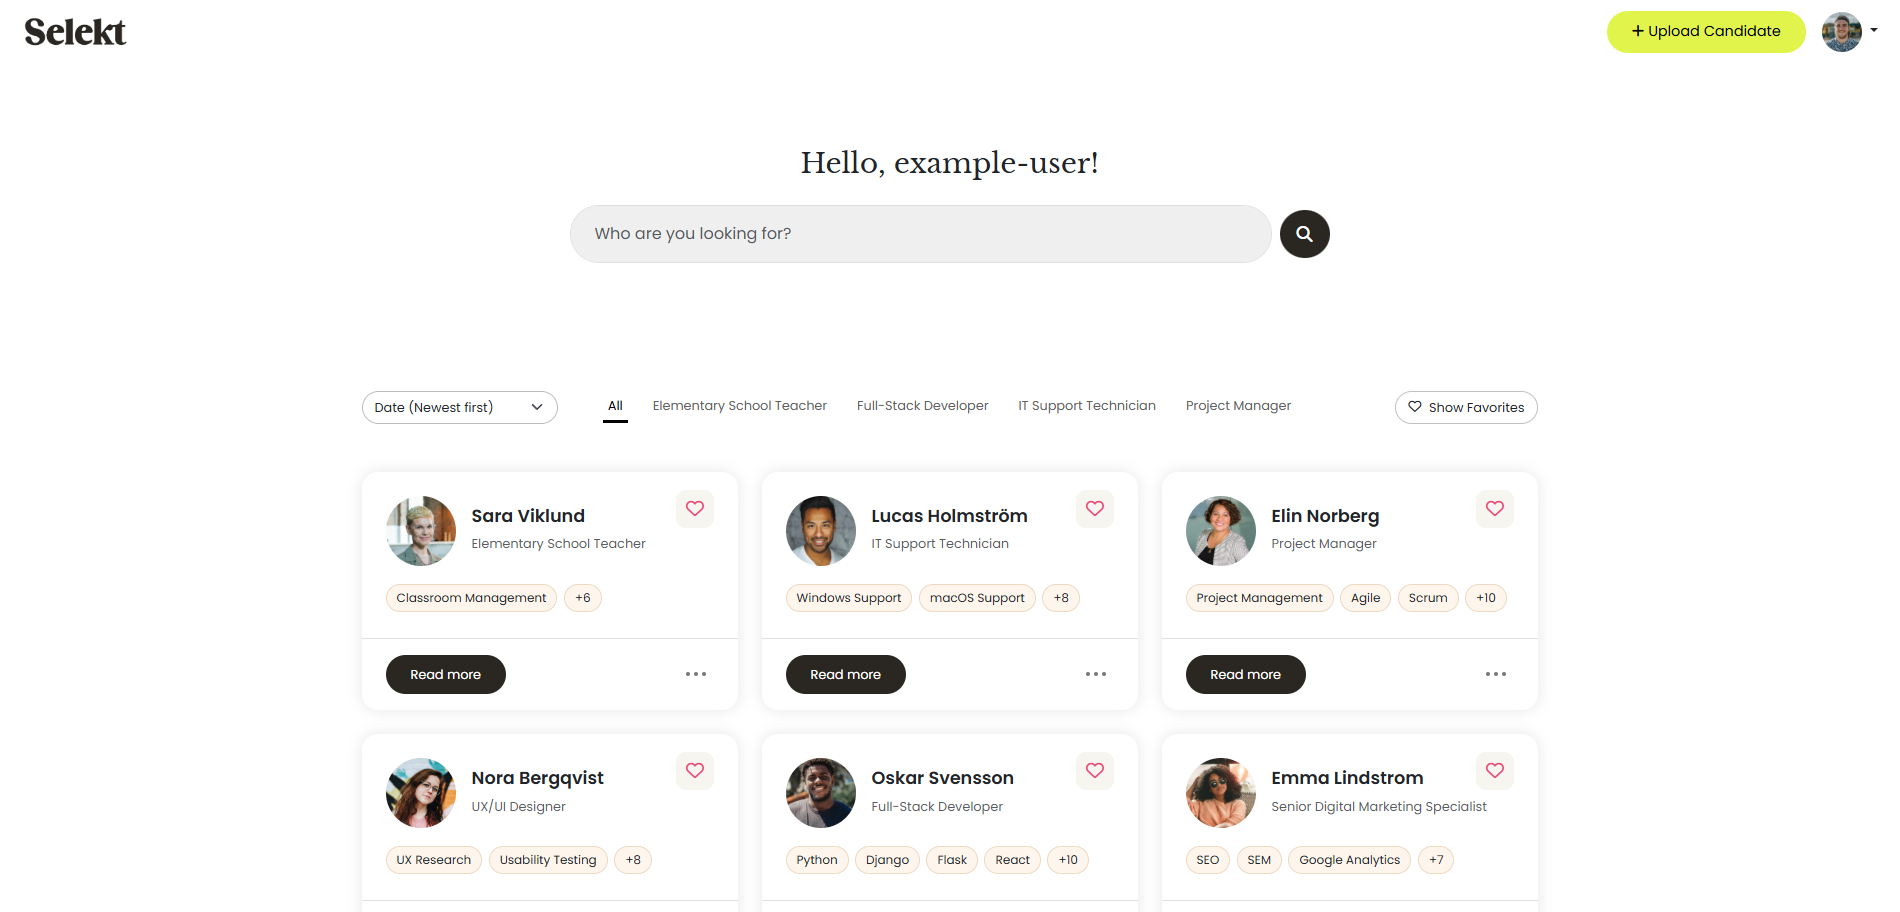 Selekt
+ Upload Candidate
Hello, example-user!
Who are you looking for?
Date (Newest first)
All
Elementary School Teacher
Full-Stack Developer
IT Support Technician
Project Manager
Show Favorites
Sara Viklund
Elementary School Teacher
Classroom Management
+6
Read more
Lucas Holmström
IT Support Technician
Windows Support
macOS Support
+8
Read more
Elin Norberg
Project Manager
Project Management
Agile
Scrum
+10
Read more
Nora Bergqvist
UX/UI Designer
UX Research
Usability Testing
+8
Oskar Svensson
Full-Stack Developer
Python
Django
Flask
React
+10
Emma Lindstrom
Senior Digital Marketing Specialist
SEO
SEM
Google Analytics
+7